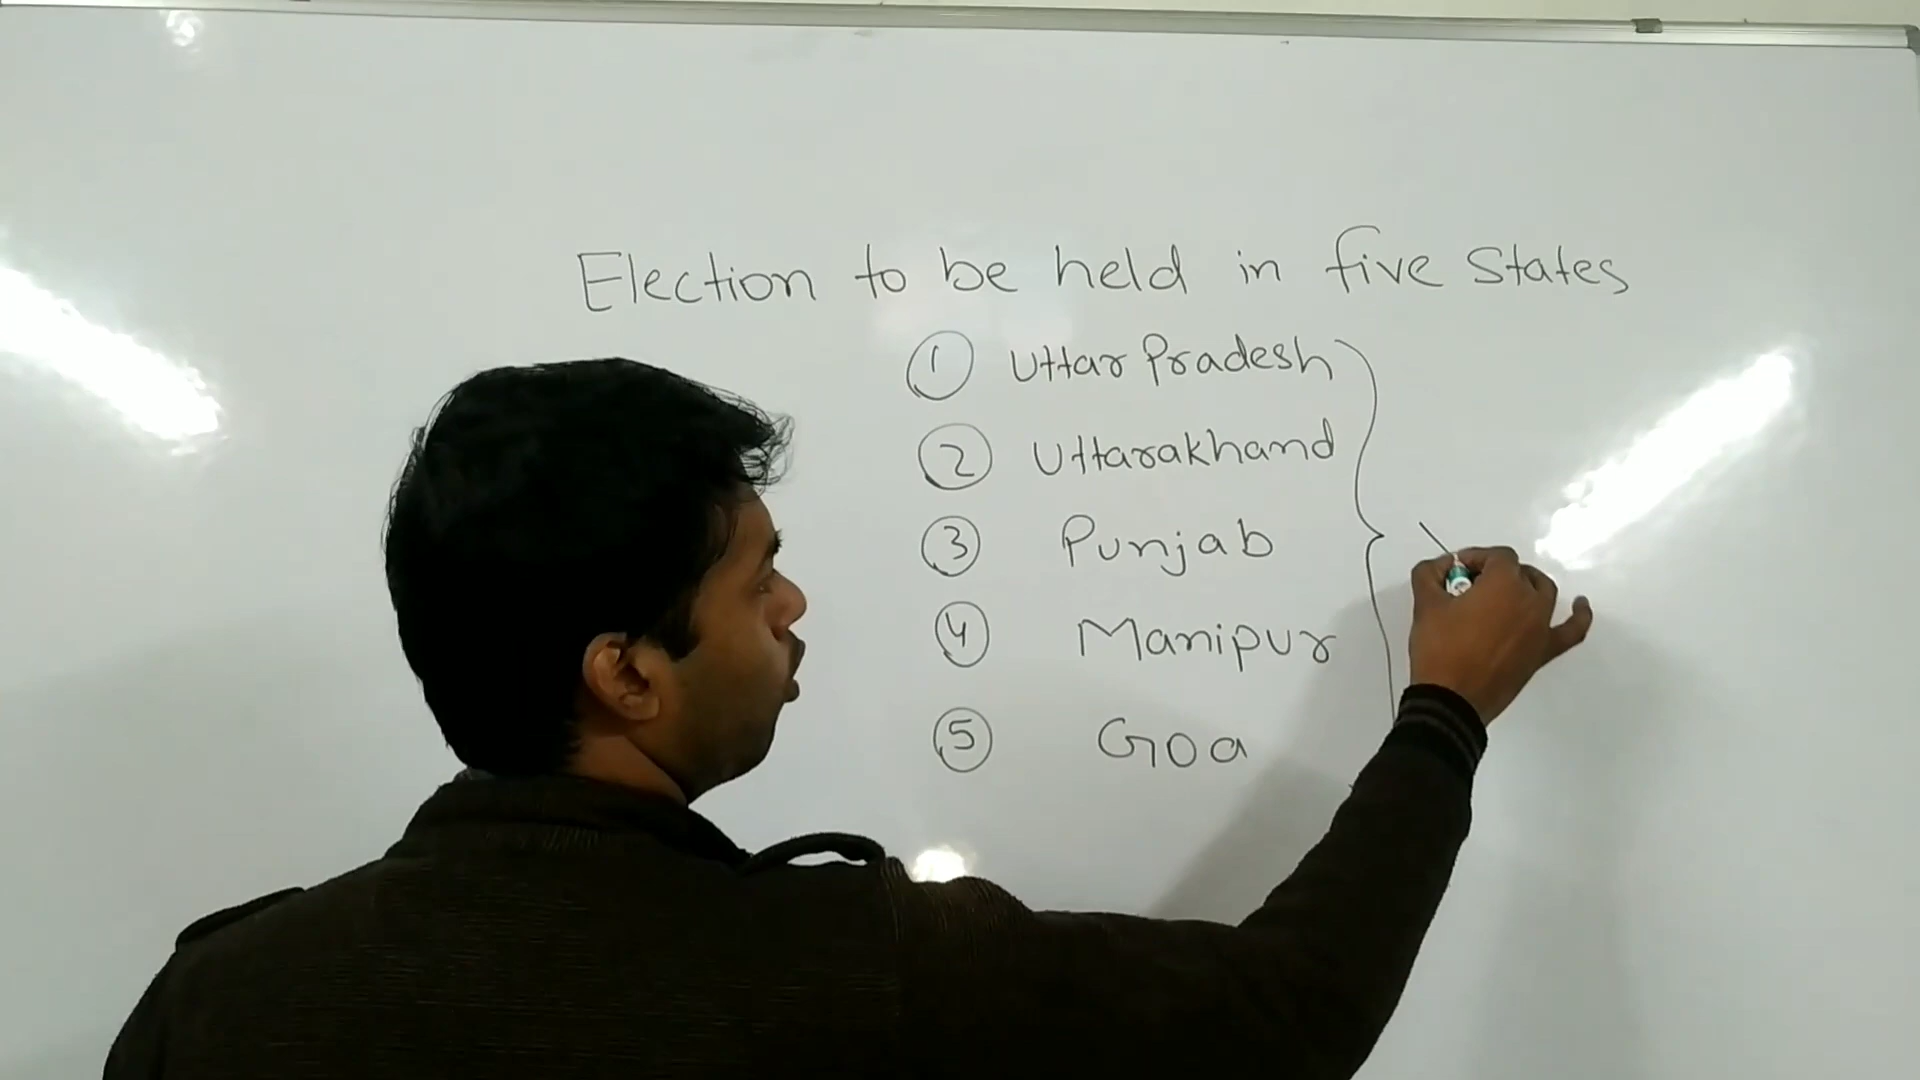 Election to be held in five States
1 Uttar Pradesh
2 Uttarakhand
3 Punjab
4 Manipur
5 Goa